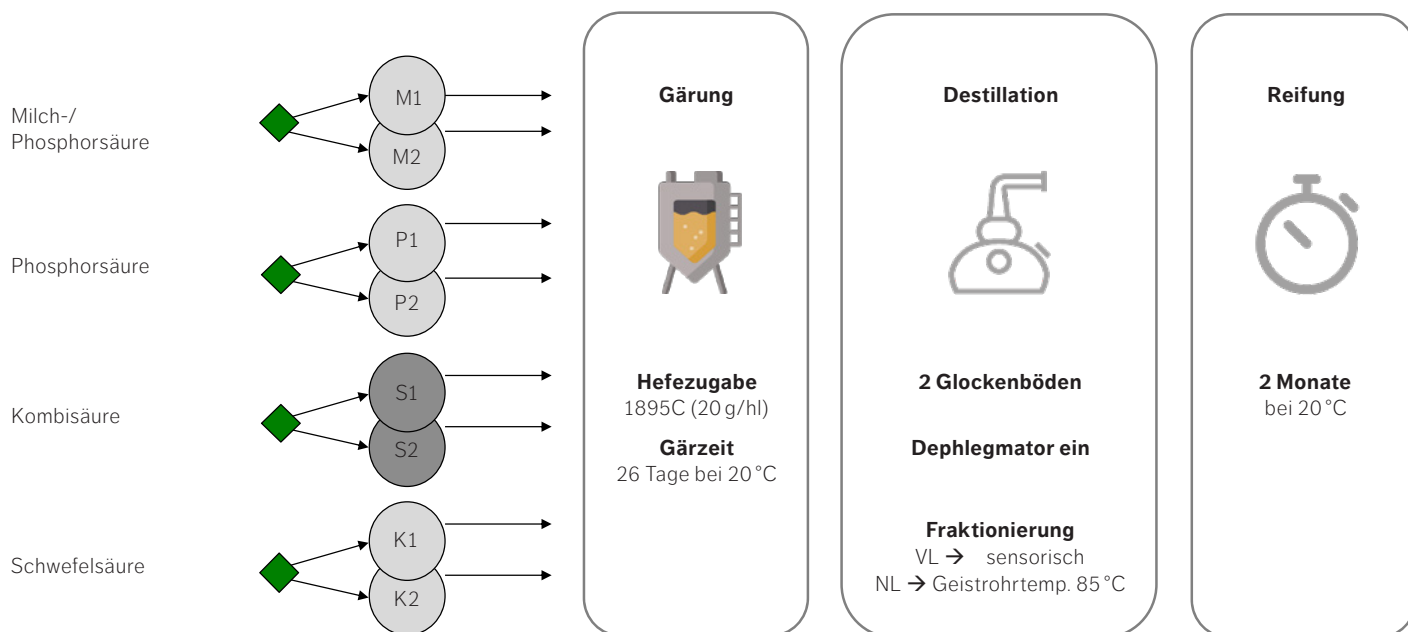 Milch-/
Phosphorsäure
M1
M2
Phosphorsäure
P1
P2
Kombisäure
S1
S2
Schwefelsäure
K1
K2
Gärung
Hefezugabe
1895C (20 g/hl)
Gärzeit
26 Tage bei 20 °C
Destillation
2 Glockenböden
Dephlegmator ein
Fraktionierung
VL → sensorisch
NL → Geistrohrtemp. 85 °C
Reifung
2 Monate
bei 20 °C